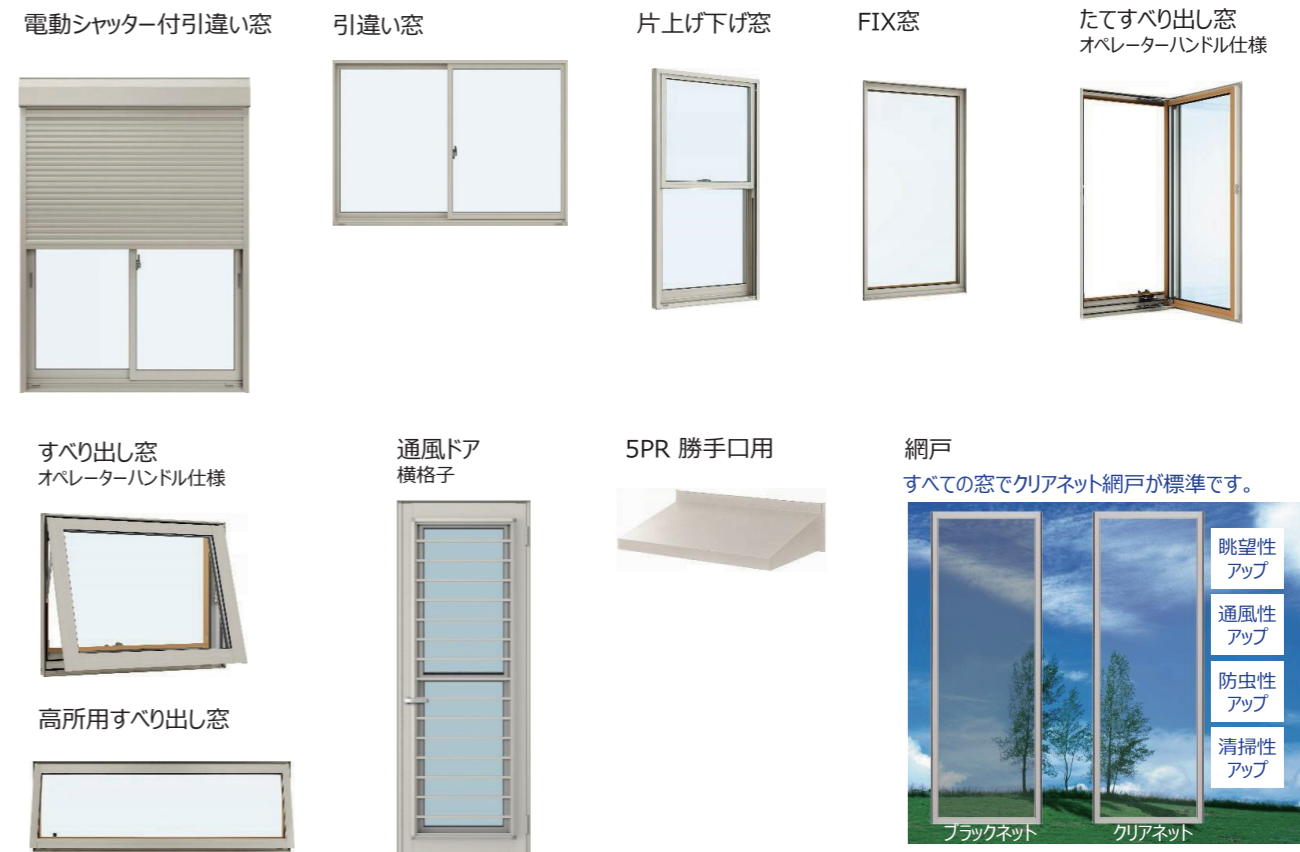 電動シャッター付引違い窓
引違い窓
片上げ下げ窓
FIX窓
たてすべり出し窓
オペレーターハンドル仕様
すべり出し窓
オペレーターハンドル仕様
通風ドア
横格子
5PR 勝手口用
網戸
すべての窓でクリアネット網戸が標準です。
眺望性
アップ
通風性
アップ
防虫性
アップ
清掃性
アップ
ブラックネット
クリアネット
高所用すべり出し窓